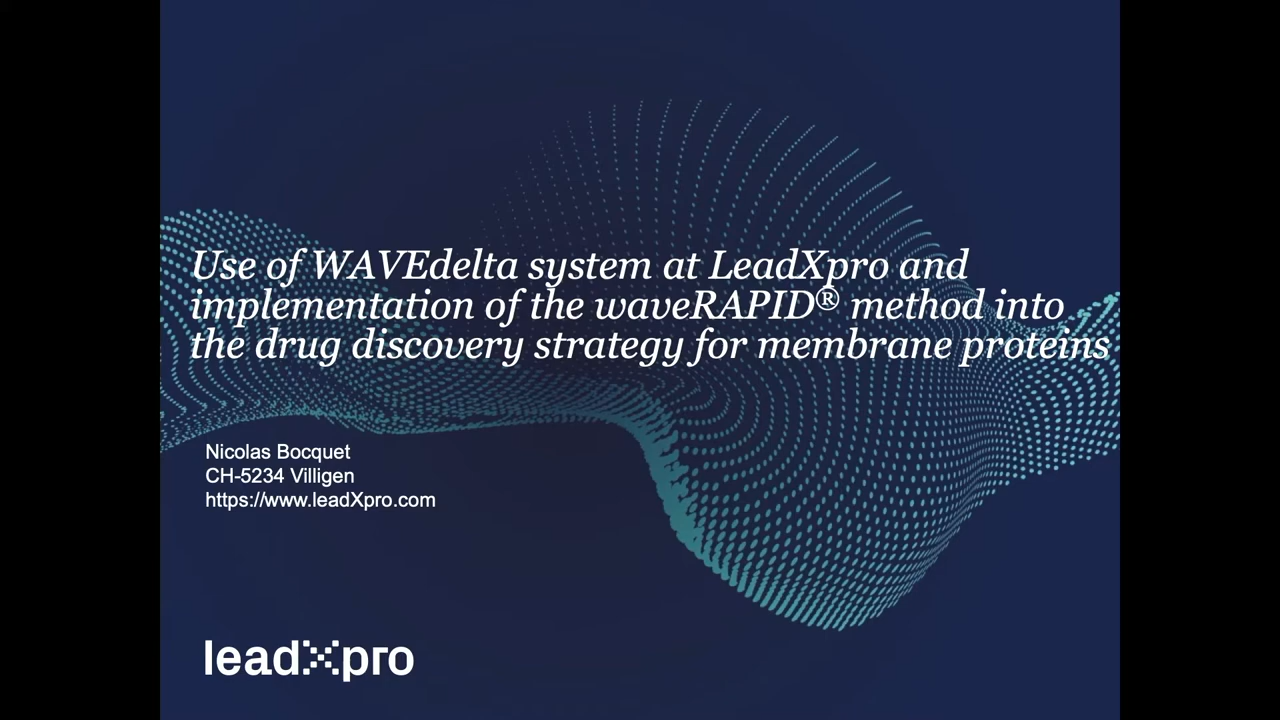 Use of WAVEdelta system at LeadXpro and
implementation of the waveRAPID® method into
the drug discovery strategy for membrane proteins
Nicolas Bocquet
CH-5234 Villigen
https://www.leadXpro.com
leadXpro